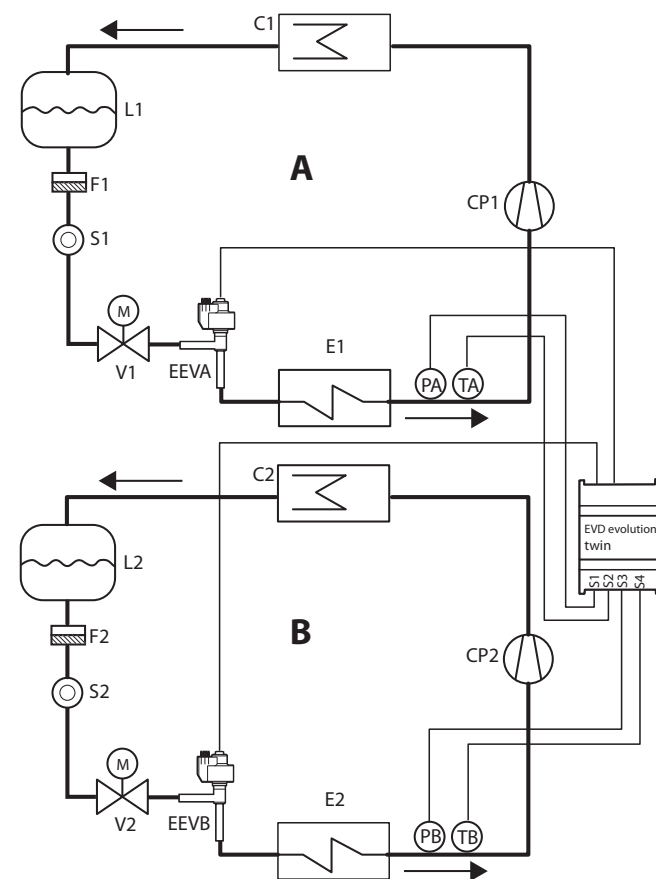 C1
L1
A
F1
CP1
S1
M
E1
V1
EEVA
PA
TA
C2
EVD evolution
twin
L2
S1
S2
S3
S4
B
F2
CP2
S2
M
E2
V2
EEVB
PB
TB